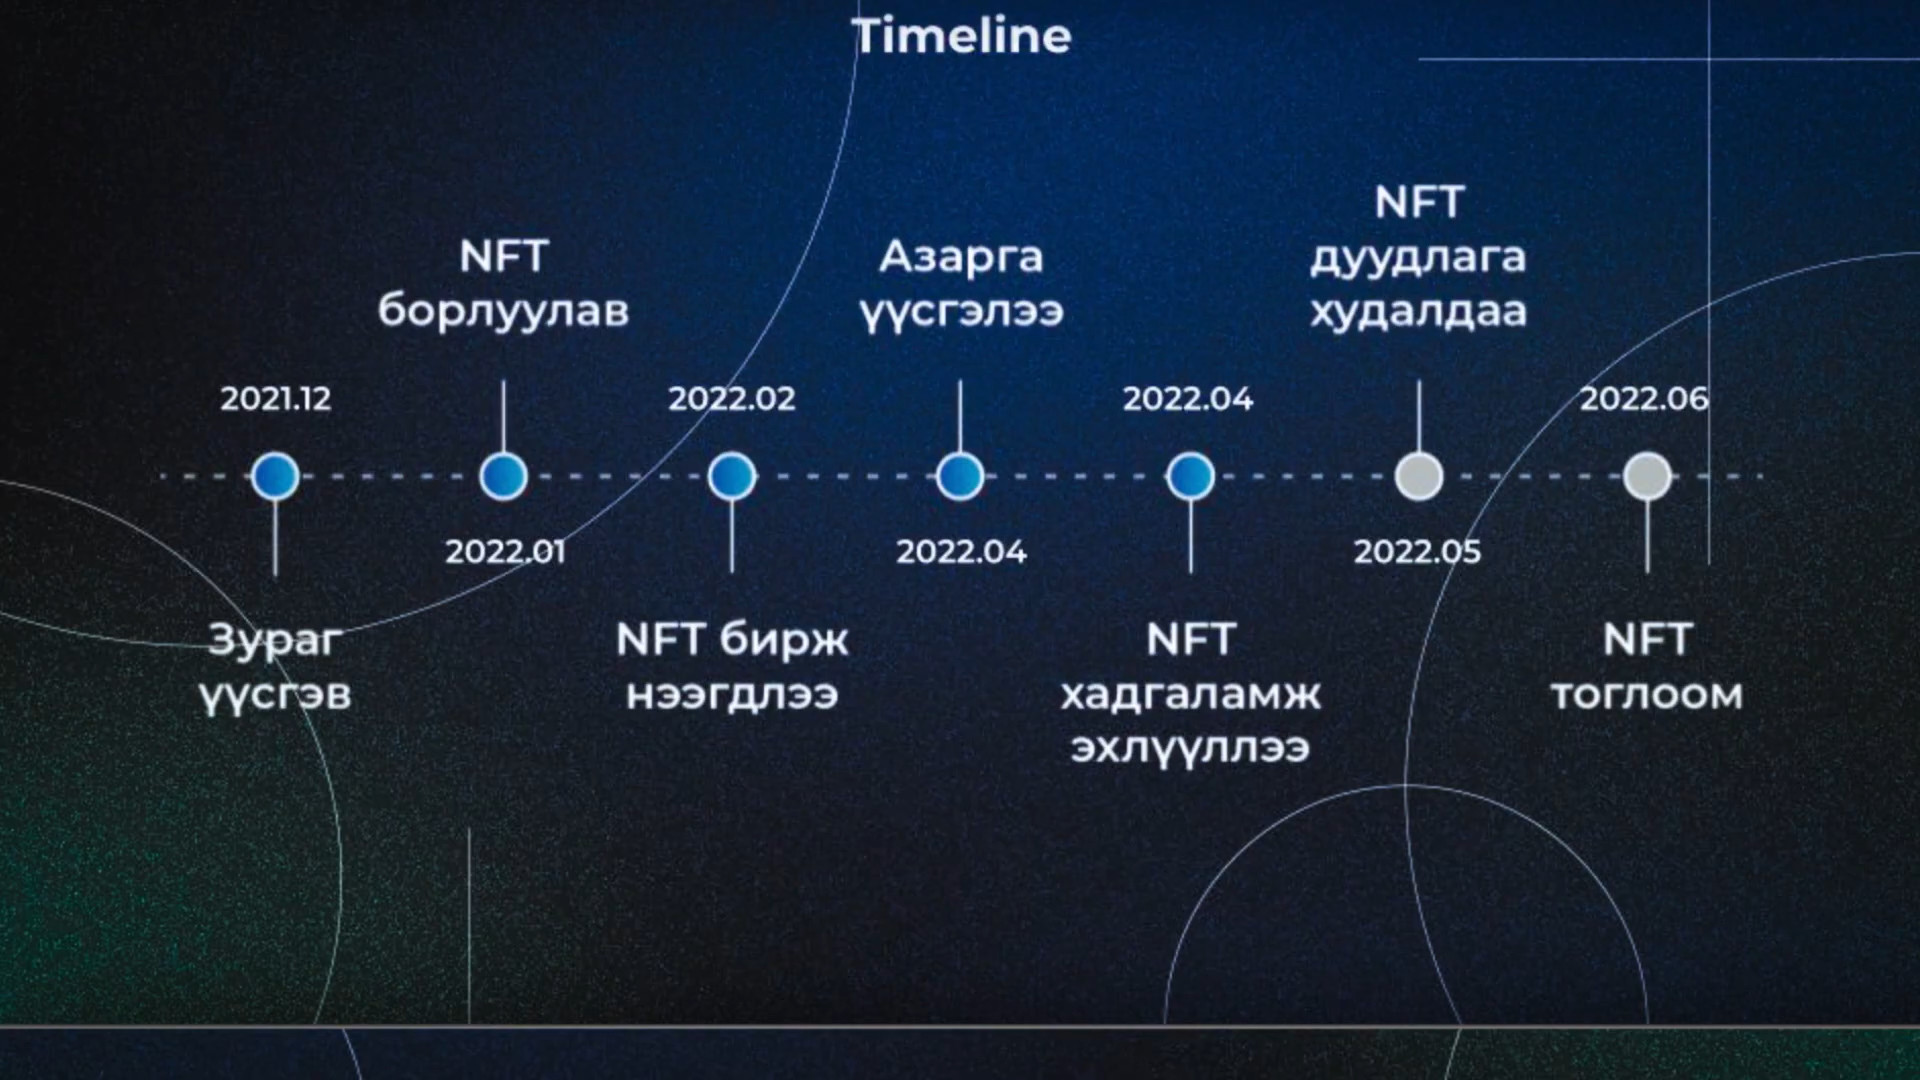 Timeline
2021.12
Зураг
үүсгэв
NFT
борлуулав
2022.01
2022.02
NFT бирж
нээгдлээ
Азарга
үүсгэлээ
2022.04
2022.04
NFT
хадгаламж
эхлүүллээ
NFT
дуудлага
худалдаа
2022.05
2022.06
NFT
тоглоом